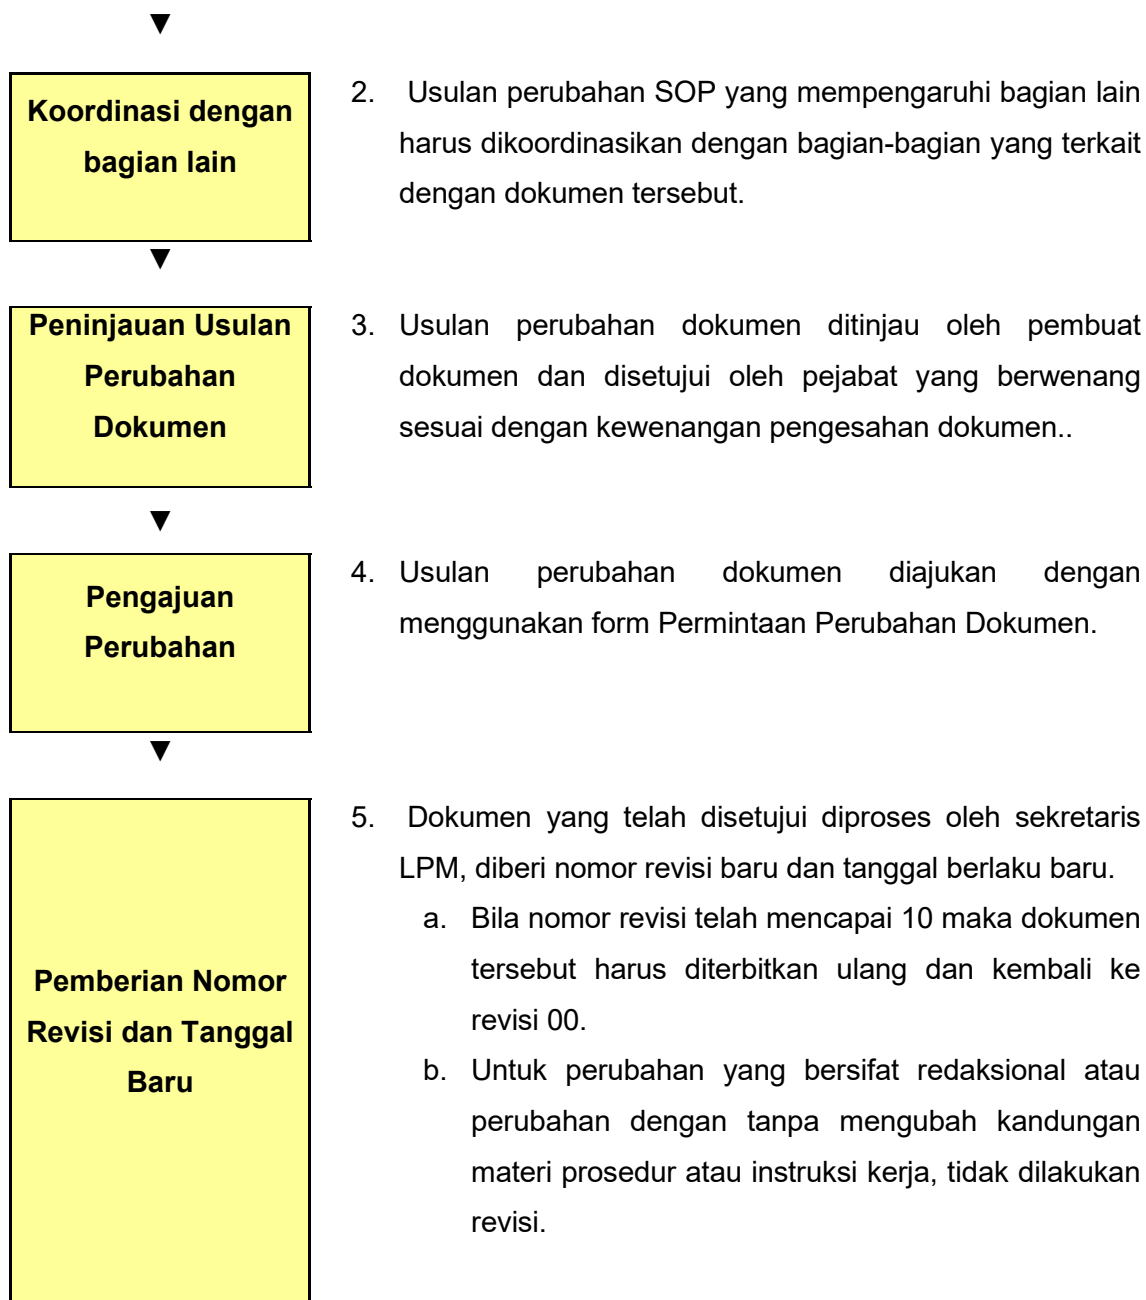 ▼
Koordinasi dengan
bagian lain
2. Usulan perubahan SOP yang mempengaruhi bagian lain
harus dikoordinasikan dengan bagian-bagian yang terkait
dengan dokumen tersebut.
▼
Peninjauan Usulan
Perubahan
Dokumen
3. Usulan perubahan dokumen ditinjau oleh pembuat
dokumen dan disetujui oleh pejabat yang berwenang
sesuai dengan kewenangan pengesahan dokumen..
▼
Pengajuan
Perubahan
4. Usulan perubahan dokumen diajukan dengan
menggunakan form Permintaan Perubahan Dokumen.
▼
Pemberian Nomor
Revisi dan Tanggal
Baru
5. Dokumen yang telah disetujui diproses oleh sekretaris
LPM, diberi nomor revisi baru dan tanggal berlaku baru.
a. Bila nomor revisi telah mencapai 10 maka dokumen
tersebut harus diterbitkan ulang dan kembali ke
revisi 00.
b. Untuk perubahan yang bersifat redaksional atau
perubahan dengan tanpa mengubah kandungan
materi prosedur atau instruksi kerja, tidak dilakukan
revisi.